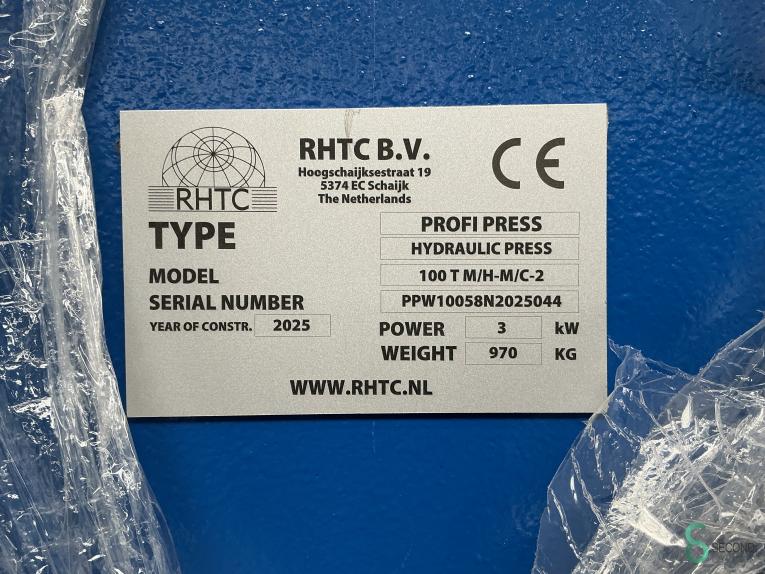 RHTC
RHTC B.V.
Hoogschaijksestraat 19
5374 EC Schaijk
The Netherlands
CE
TYPE PROFI PRESS
HYDRAULIC PRESS
MODEL 100 T M/H-M/C-2
SERIAL NUMBER PPW10058N2025044
YEAR OF CONSTR. 2025 POWER 3 kW
WEIGHT 970 KG
WWW.RHTC.NL
SECOND